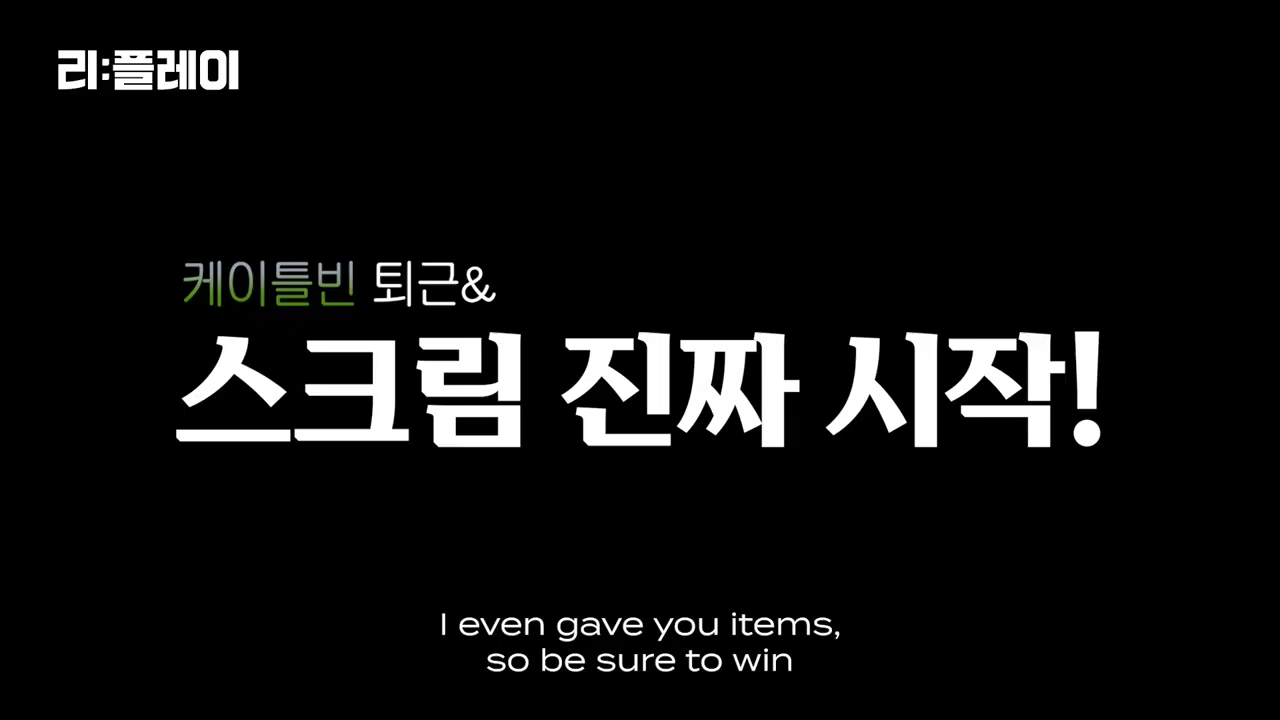 리:플레이
케이틀빈 퇴근&
스크림 진짜 시작!
I even gave you items,
so be sure to win